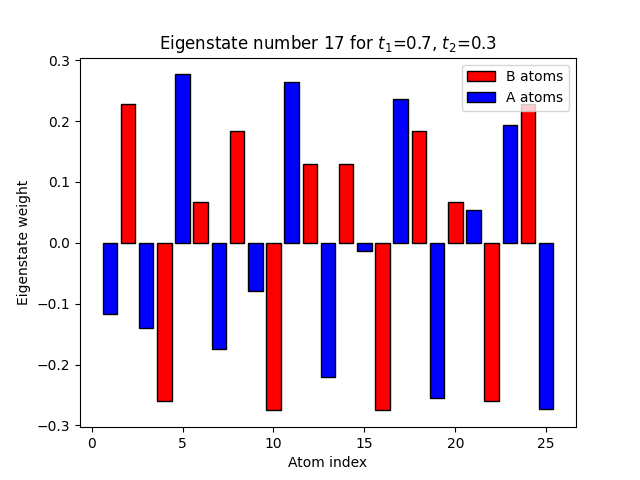 Eigenstate number 17 for t₁=0.7, t₂=0.3
B atoms
A atoms
0.3
0.2
0.1
0.0
−0.1
−0.2
−0.3
Eigenstate weight
0
5
10
15
20
25
Atom index